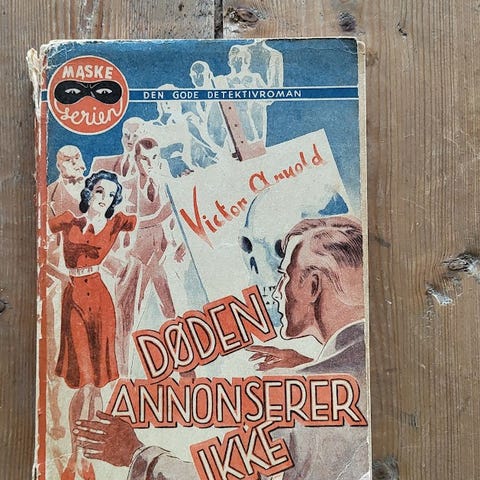 MASKE
serien
DEN GODE DETEKTIVROMAN
Victor Arnold
DØDEN
ANNONSERER
IKKE